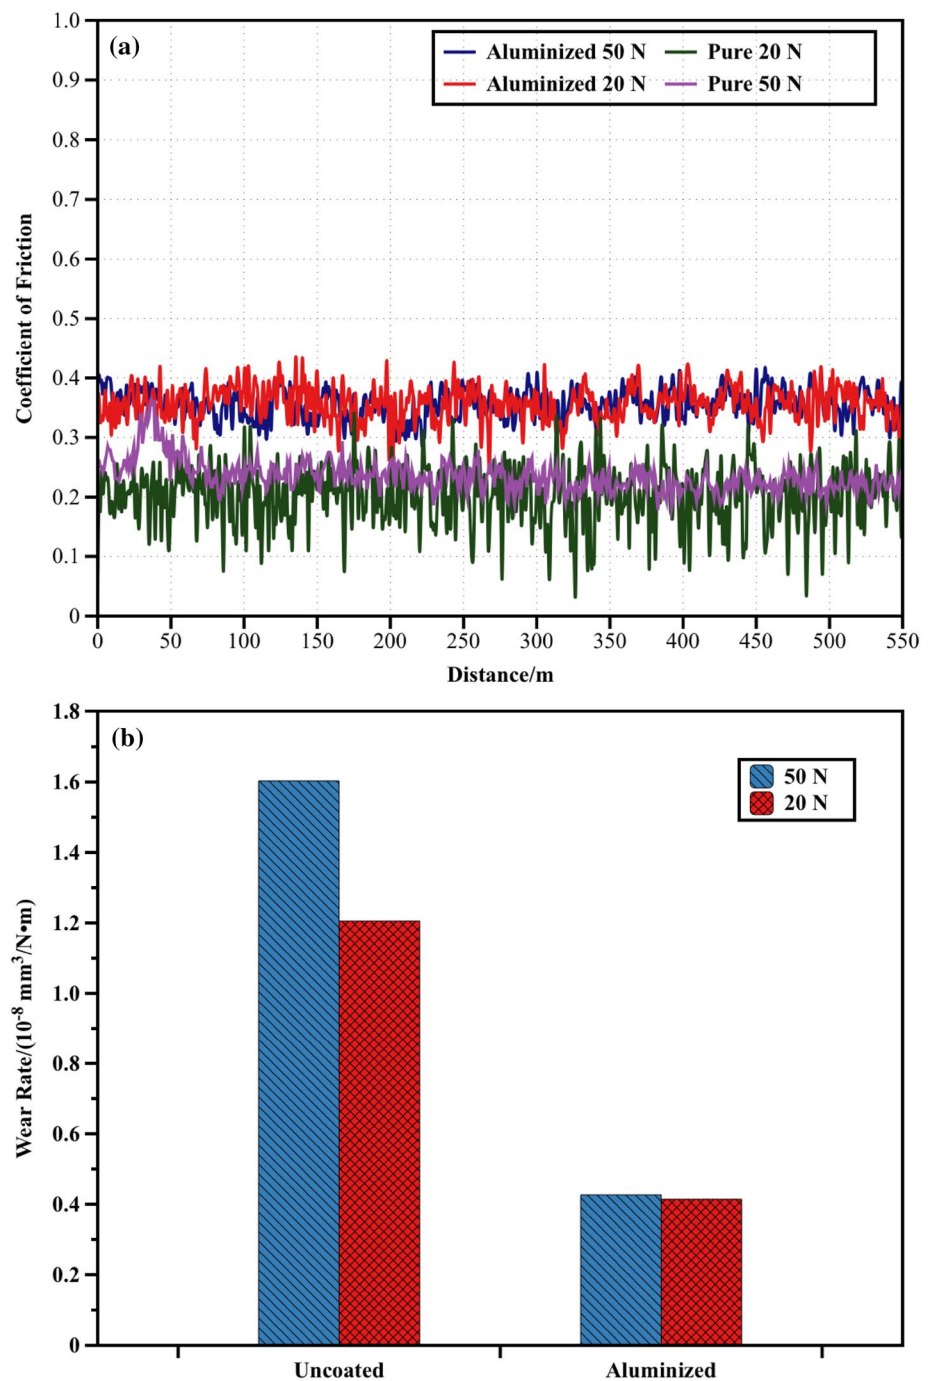 1.0
(a)
Aluminized 50 N
Pure 20 N
Aluminized 20 N
Pure 50 N
0.9
0.8
0.7
0.6
0.5
0.4
0.3
0.2
0.1
0
Coefficient of Friction
0 50 100 150 200 250 300 350 400 450 500 550
Distance/m
1.8
(b)
50 N
20 N
1.6
1.4
1.2
1.0
0.8
0.6
0.4
0.2
0
Wear Rate/(10⁻⁸ mm³/N•m)
Uncoated Aluminized